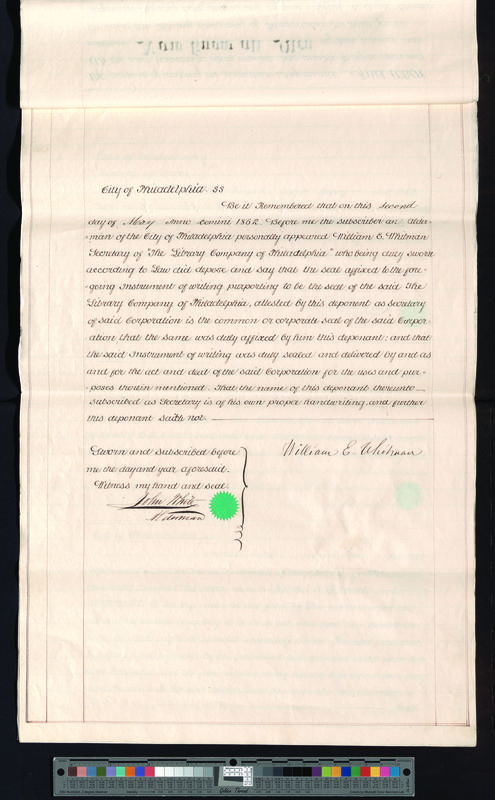 City of Philadelphia ss
Be it Remembered that on this Second
day of May Anno Domini 1862. Before me the subscriber an Alder-
man of the City of Philadelphia personally appeared William E. Whitman
Secretary of "The Library Company of Philadelphia" who being duly sworn
according to Law did depose and say that the seal affixed to the fore-
going instrument of writing purporting to be the seal of the said The
Library Company of Philadelphia, attested by this deponent as Secretary
of said Corporation is the common or corporate seal of the said Corpor-
ation that the same was duly affixed by him this deponant: and that
the said Instrument of writing was duly sealed and delivered by and as
and for the act and deed of the said Corporation for the uses and pur-
poses therein mentioned. That the name of this deponant thereunto
subscribed as Secretary is of his own proper handwriting, and further
this deponant saith not.
Sworn and subscribed before
me the day and year aforesaid.
Witness my hand and seal.
John White
Alderman
William E. Whitman